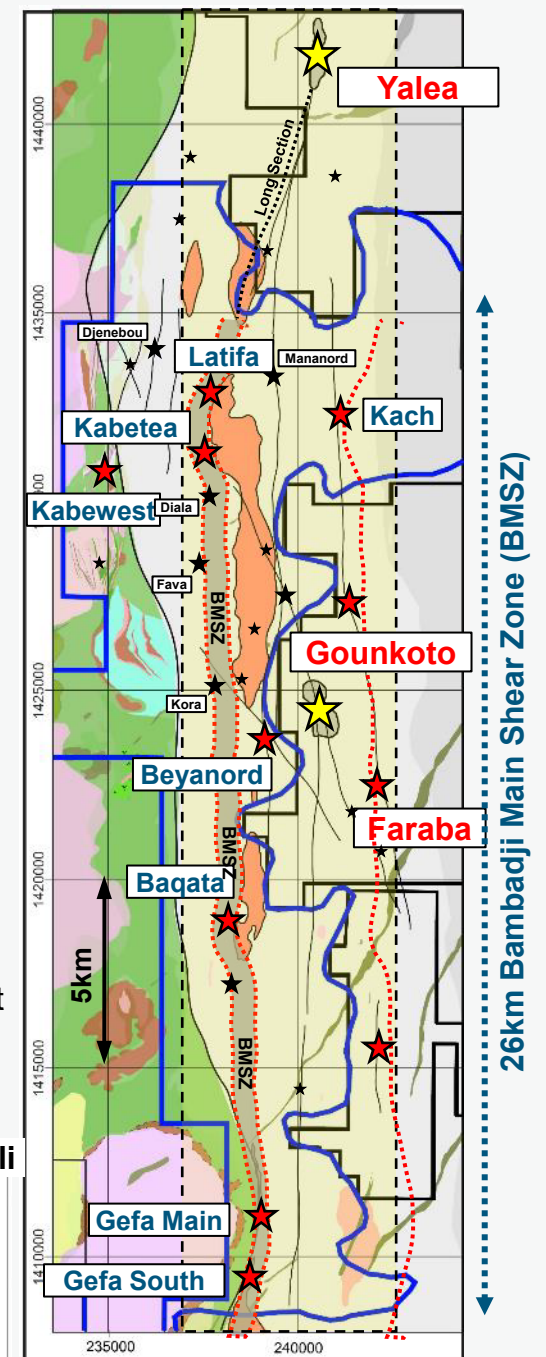 Yalea
1440000
Long Section
1435000
Djenebou
Latifa
Mananord
Kabetea
Kach
Kabewest
Diala
Fava
BMSZ
Gounkoto
1425000
Kora
Beyanord
Faraba
BMSZ
Baqata
1420000
5km
t
BMSZ
1415000
li
Gefa Main
1410000
Gefa South
235000
240000
26km Bambadji Main Shear Zone (BMSZ)